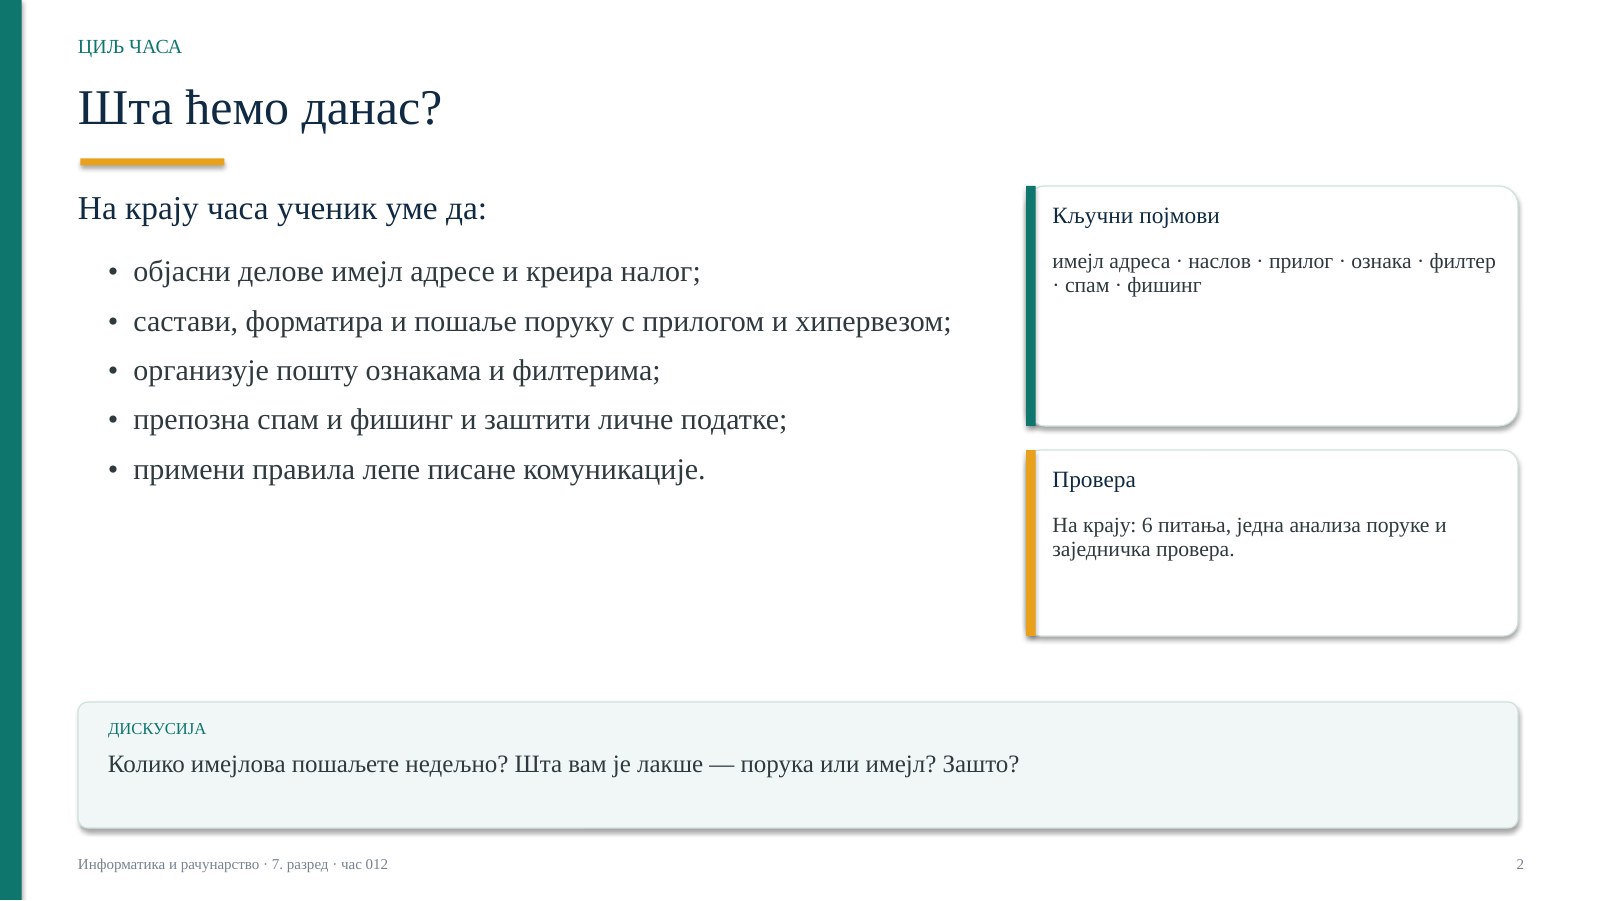 ЦИЉ ЧАСА
Шта ћемо данас?
На крају часа ученик уме да:
• објасни делове имејл адресе и креира налог;
• састави, форматира и пошаље поруку с прилогом и хипервезом;
• организује пошту ознакама и филтерима;
• препозна спам и фишинг и заштити личне податке;
• примени правила лепе писане комуникације.
Кључни појмови
имејл адреса · наслов · прилог · ознака · филтер
· спам · фишинг
Провера
На крају: 6 питања, једна анализа поруке и
заједничка провера.
ДИСКУСИЈА
Колико имејлова пошаљете недељно? Шта вам је лакше — порука или имејл? Зашто?
Информатика и рачунарство · 7. разред · час 012
2